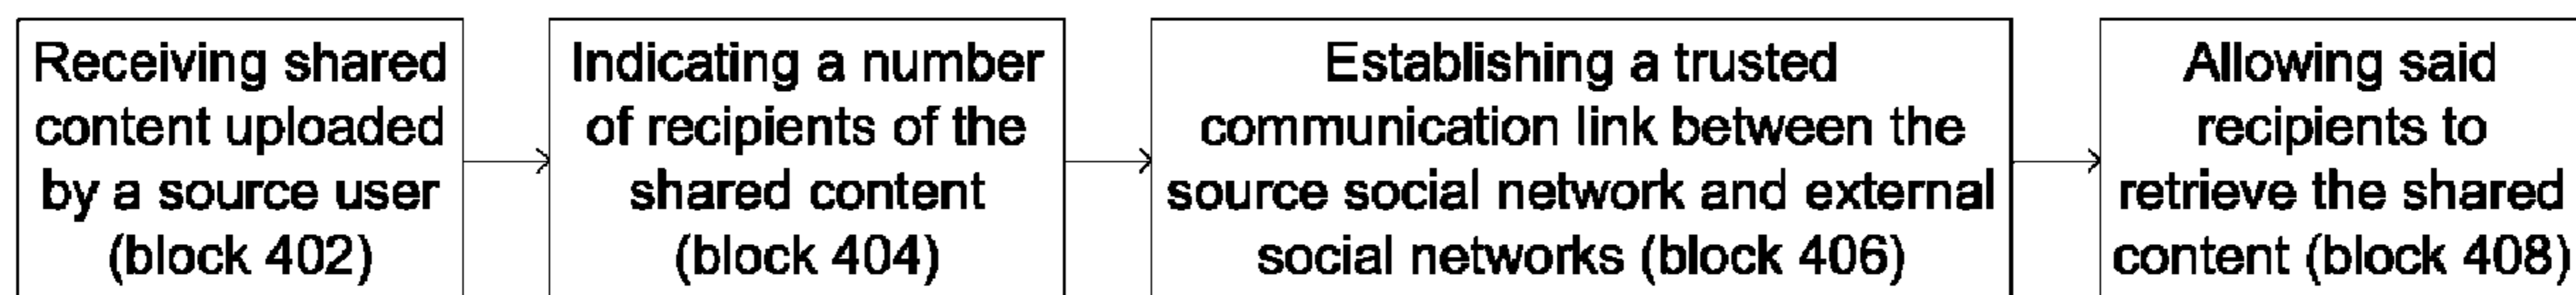 Receiving shared
content uploaded
by a source user
(block 402)
Indicating a number
of recipients of the
shared content
(block 404)
Establishing a trusted
communication link between the
source social network and external
social networks (block 406)
Allowing said
recipients to
retrieve the shared
content (block 408)